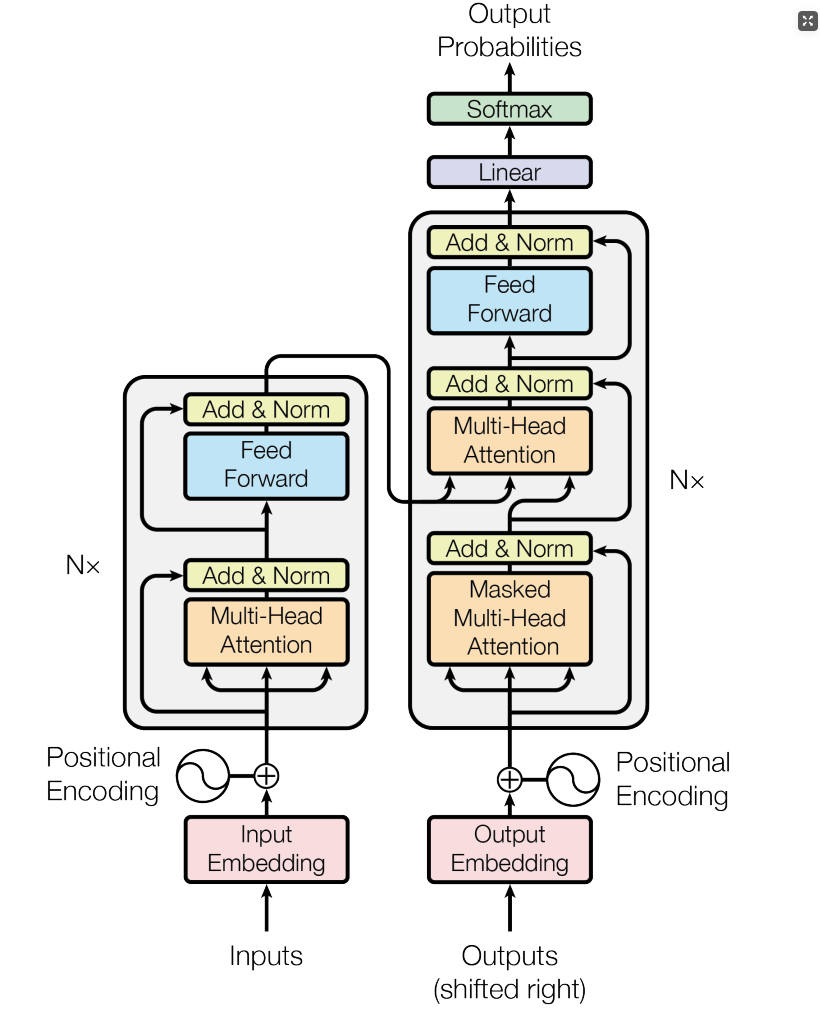 Output
Probabilities
Softmax
Linear
Add & Norm
Feed
Forward
Add & Norm
Multi-Head
Attention
Add & Norm
Masked
Multi-Head
Attention
N×
Add & Norm
Feed
Forward
Add & Norm
Multi-Head
Attention
N×
Positional
Encoding
Positional
Encoding
Input
Embedding
Output
Embedding
Inputs
Outputs
(shifted right)